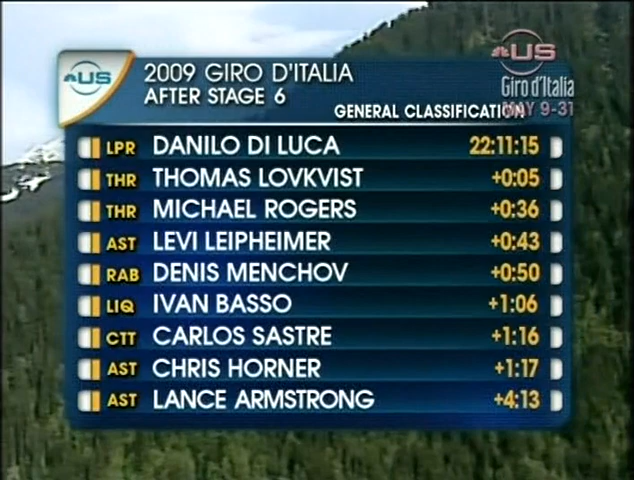 US
2009 GIRO D'ITALIA
AFTER STAGE 6
US
Giro d'Italia
MAY 9-31
GENERAL CLASSIFICATION
LPR DANILO DI LUCA 22:11:15
THR THOMAS LOVKVIST +0:05
THR MICHAEL ROGERS +0:36
AST LEVI LEIPHEIMER +0:43
RAB DENIS MENCHOV +0:50
LIQ IVAN BASSO +1:06
CTT CARLOS SASTRE +1:16
AST CHRIS HORNER +1:17
AST LANCE ARMSTRONG +4:13